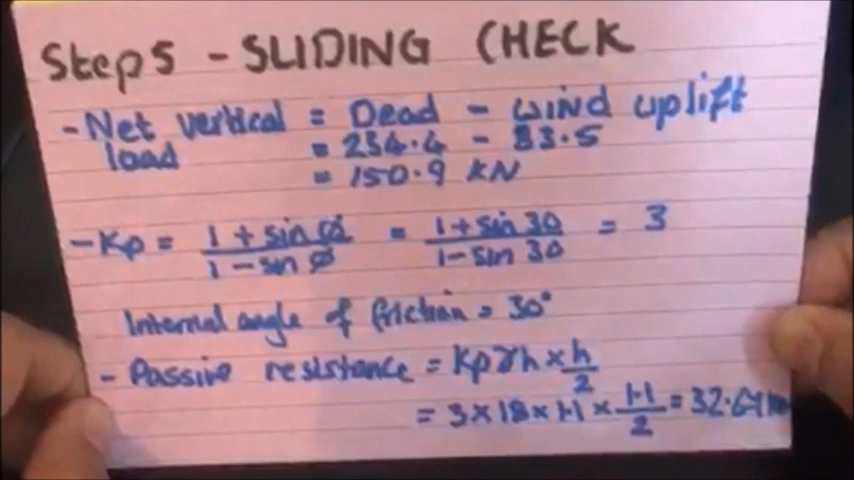 Step 5 - SLIDING CHECK
- Net vertical = Dead - wind uplift
load = 234.4 - 83.5
= 150.9 KN
- Kp = 1 + sin Ø / 1 - sin Ø = 1 + sin 30 / 1 - sin 30 = 3
Internal angle of friction = 30°
- Passive resistance = Kpγh × h/2
= 3 × 18 × 1.1 × 1.1/2 = 32.67